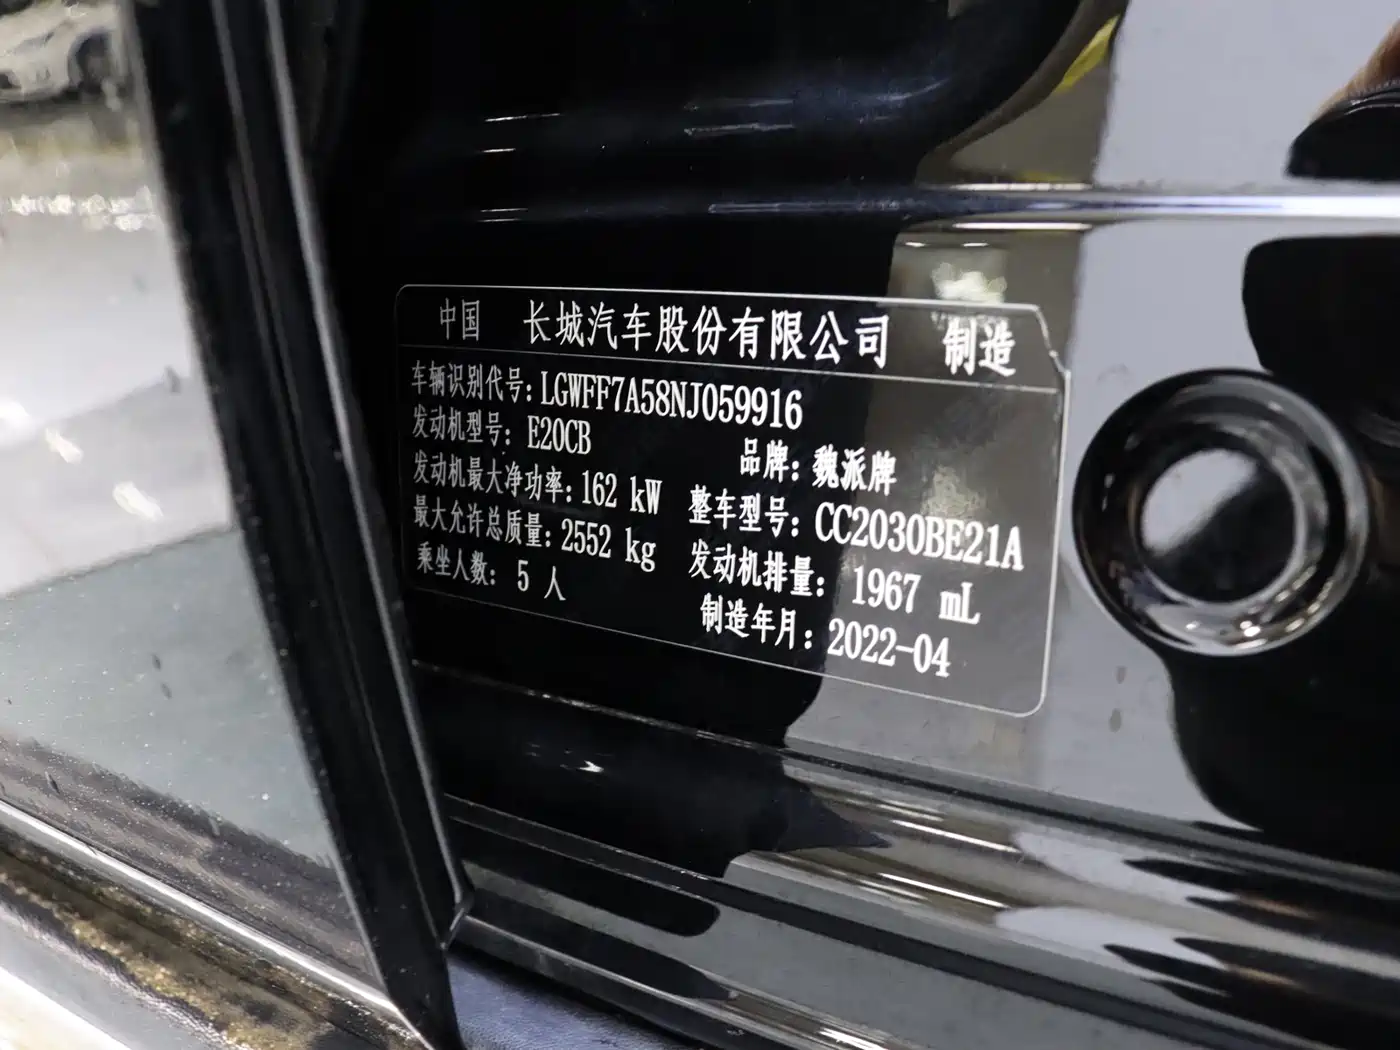 中国 长城汽车股份有限公司 制造
车辆识别代号:LGWFF7A58NJ059916
发动机型号: E20CB 品牌: 魏派牌
发动机最大净功率:162 kW 整车型号: CC2030BE21A
最大允许总质量: 2552 kg 发动机排量: 1967 mL
乘坐人数: 5 人 制造年月: 2022-04